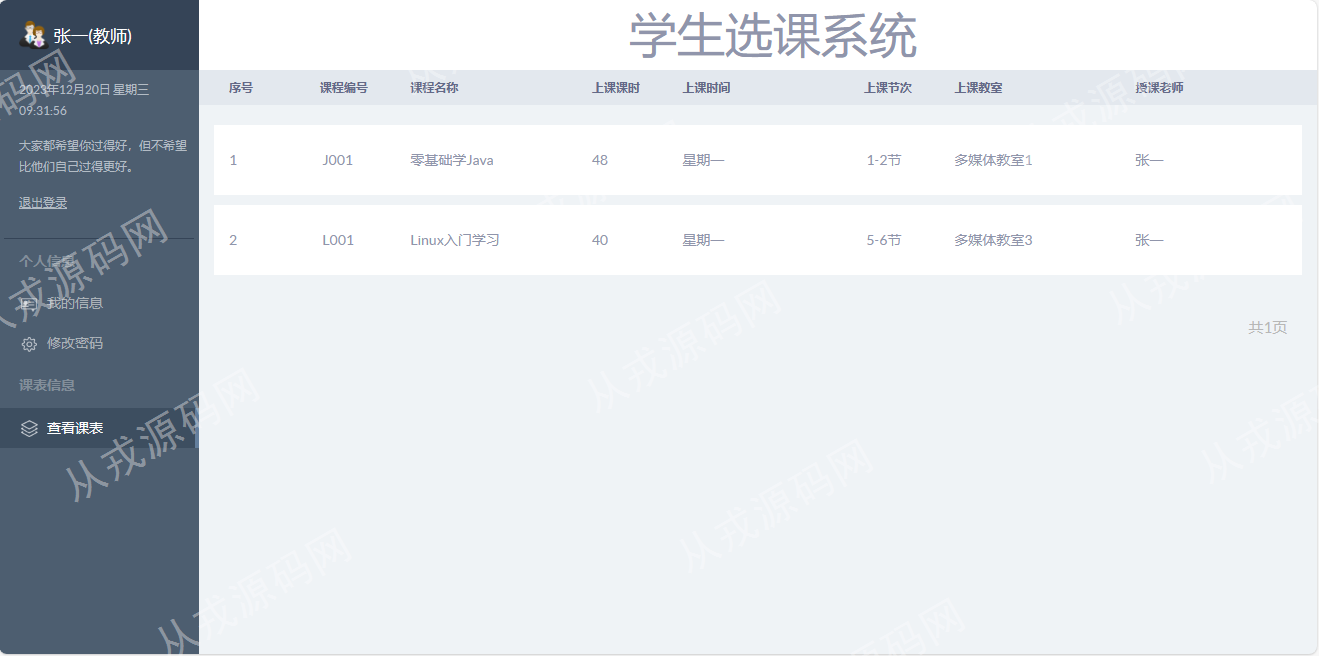 张一(教师)
学生选课系统
2023年12月20日 星期三
09:31:56
大家都希望你过得好，但不希望
比他们自己过得更好。
退出登录
个人信息
我的信息
修改密码
课表信息
查看课表
序号 课程编号 课程名称 上课课时 上课时间 上课节次 上课教室 授课老师
1 J001 零基础学Java 48 星期一 1-2节 多媒体教室1 张一
2 L001 Linux入门学习 40 星期一 5-6节 多媒体教室3 张一
共1页
从戎源码网
从戎源码网
从戎源码网
从戎源码网
从戎源码网
从戎源码网